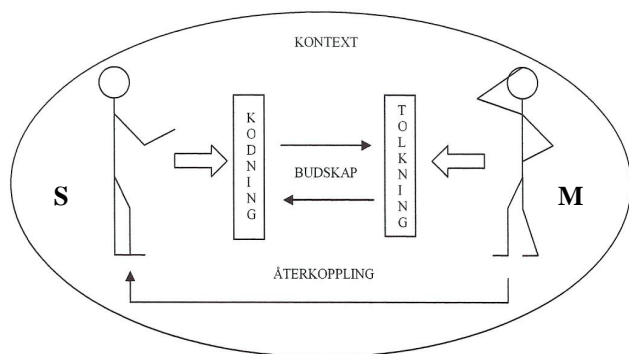 KONTEXT
KODNING
TOLKNING
BUDSKAP
S
M
ÅTERKOPPLING